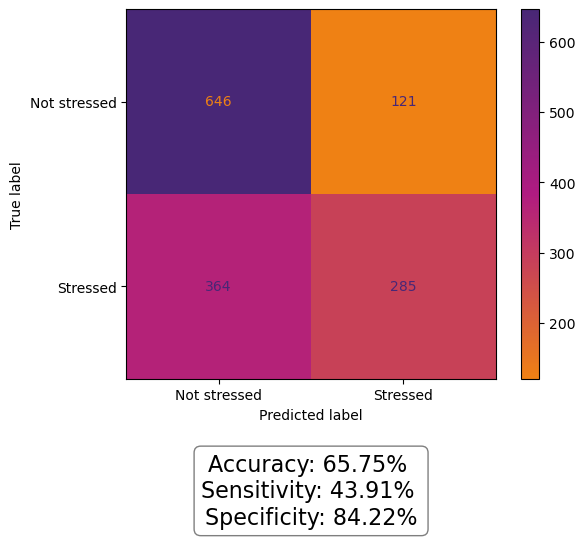 True label
Not stressed
646
121
Stressed
364
285
Not stressed
Stressed
Predicted label
600
500
400
300
200
Accuracy: 65.75%
Sensitivity: 43.91%
Specificity: 84.22%